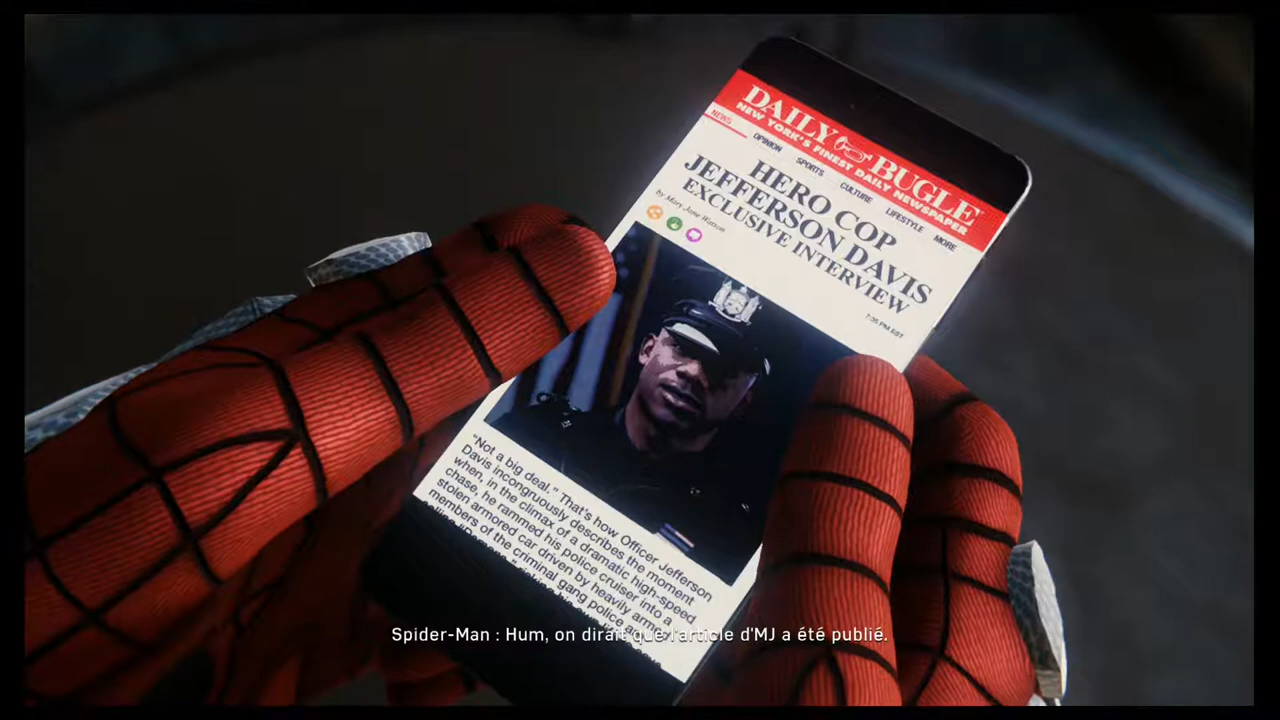 DAILY BUGLE
NEW YORK'S FINEST DAILY NEWSPAPER
NEWS OPINION SPORTS CULTURE LIFESTYLE MORE
HERO COP
JEFFERSON DAVIS
EXCLUSIVE INTERVIEW
by Mary Jane Watson
7:35 PM EST
"Not a big deal." That's how Officer Jefferson
Davis incongruously describes the moment
when, in the climax of a dramatic high-speed
chase, he rammed his police cruiser into a
stolen armored car driven by heavily armed
members of the criminal gang police
Spider-Man : Hum, on dirait que l'article d'MJ a été publié.